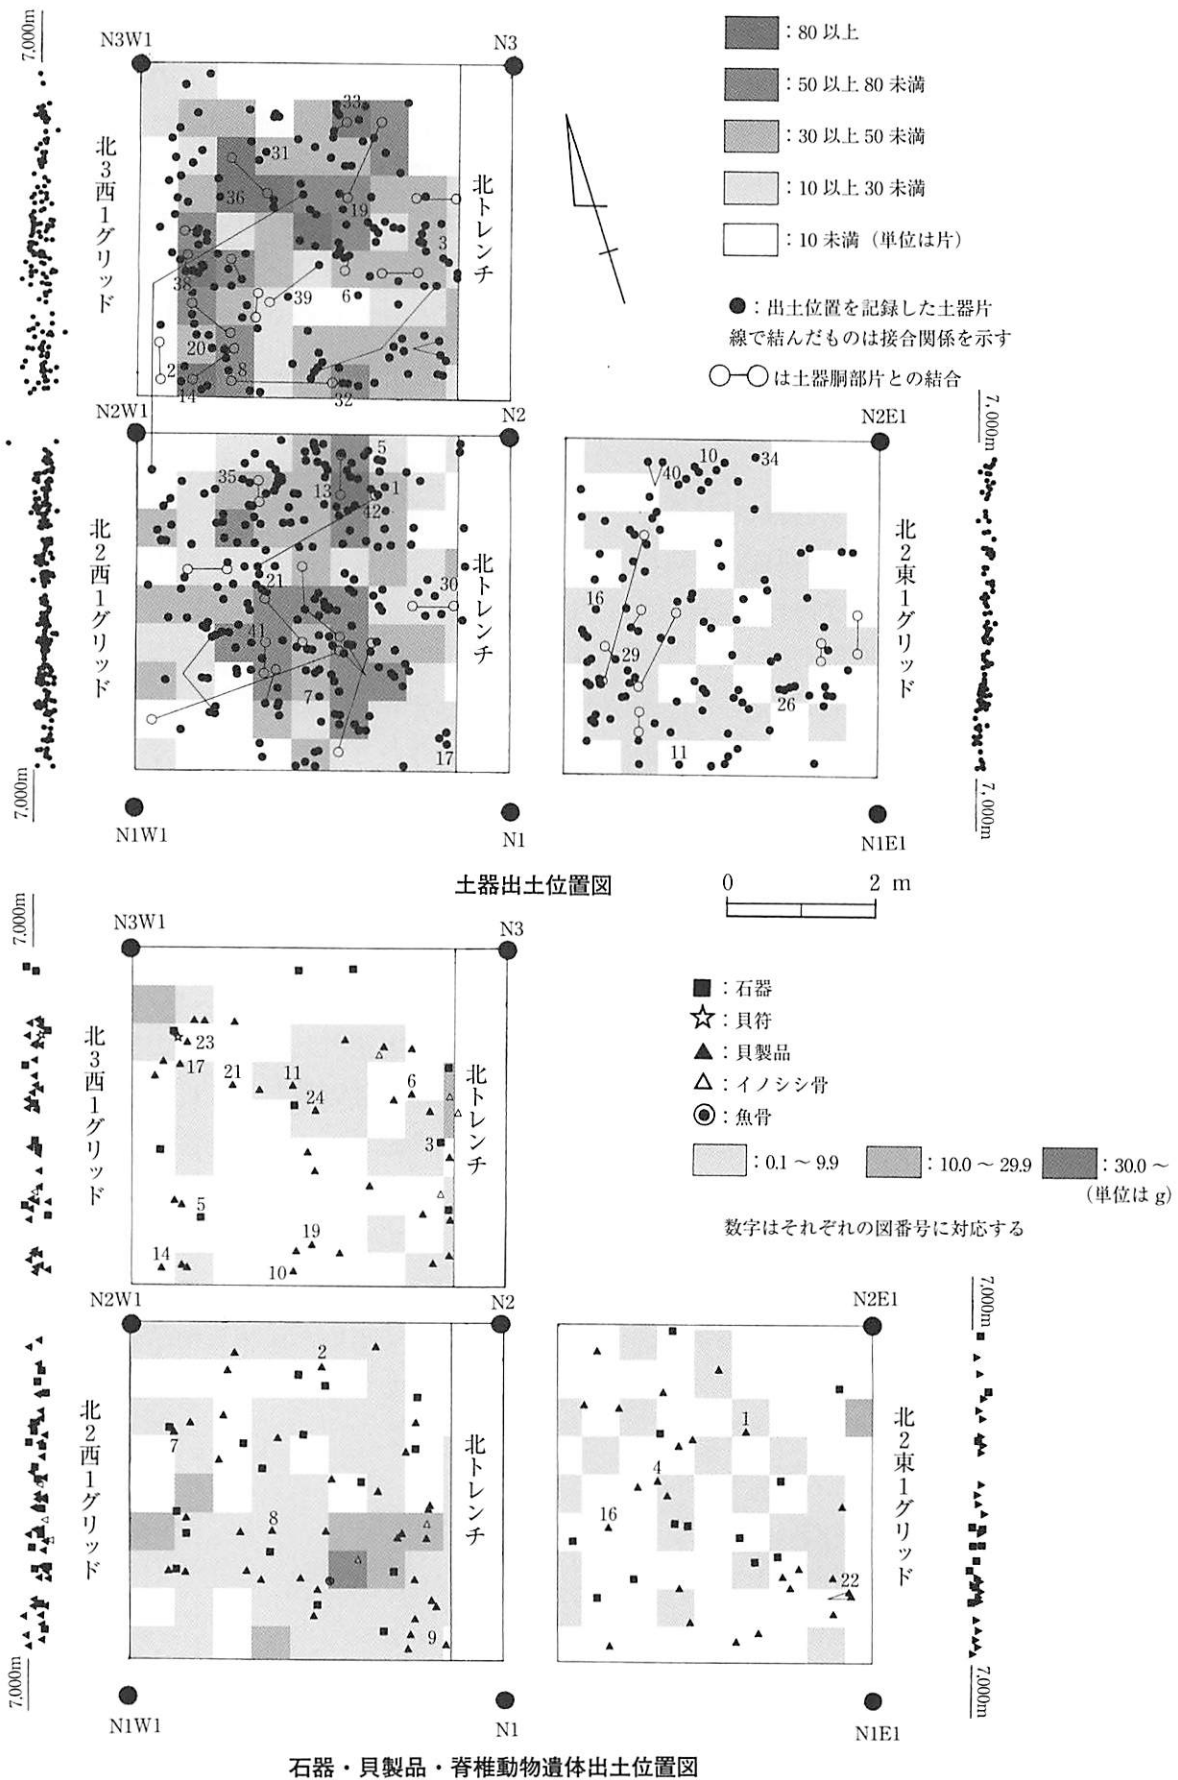 7,000m
N3W1
N3
北3西1グリッド
北トレンチ
33
31
36
19
3
38
39
6
20
2
14
8
32
：80 以上
：50 以上 80 未満
：30 以上 50 未満
：10 以上 30 未満
：10 未満（単位は片）
●：出土位置を記録した土器片
線で結んだものは接合関係を示す
○─○は土器胴部片との結合
N2W1
N2
N2E1
7,000m
北2西1グリッド
北トレンチ
5
35
13
1
42
21
30
41
7
17
40
10
34
16
29
26
11
北2東1グリッド
7,000m
7,000m
N1W1
N1
N1E1
土器出土位置図
0
2 m
7,000m
N3W1
N3
北3西1グリッド
北トレンチ
23
17
21
11
24
6
3
5
19
14
10
■：石器
☆：貝符
▲：貝製品
△：イノシシ骨
◉：魚骨
：0.1 ～ 9.9
：10.0 ～ 29.9
：30.0 ～
（単位は g）
数字はそれぞれの図番号に対応する
N2W1
N2
N2E1
7,000m
北2西1グリッド
北トレンチ
2
7
8
9
1
4
16
22
北2東1グリッド
7,000m
7,000m
N1W1
N1
N1E1
石器・貝製品・脊椎動物遺体出土位置図